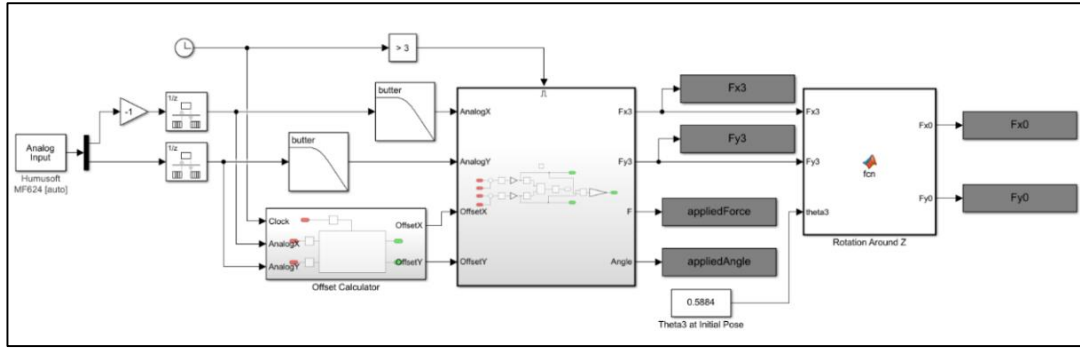 > 3
butter
butter
-1
1/z
1/z
Analog
Input
Humusoft
MF624 [auto]
Clock
AnalogX
AnalogY
OffsetX
OffsetY
Offset Calculator
AnalogX
AnalogY
OffsetX
OffsetY
Fx3
Fy3
F
Angle
Fx3
Fy3
appliedForce
appliedAngle
0.5884
Theta3 at Initial Pose
Fx3
Fy3
theta3
fcn
Fx0
Fy0
Rotation Around Z
Fx0
Fy0